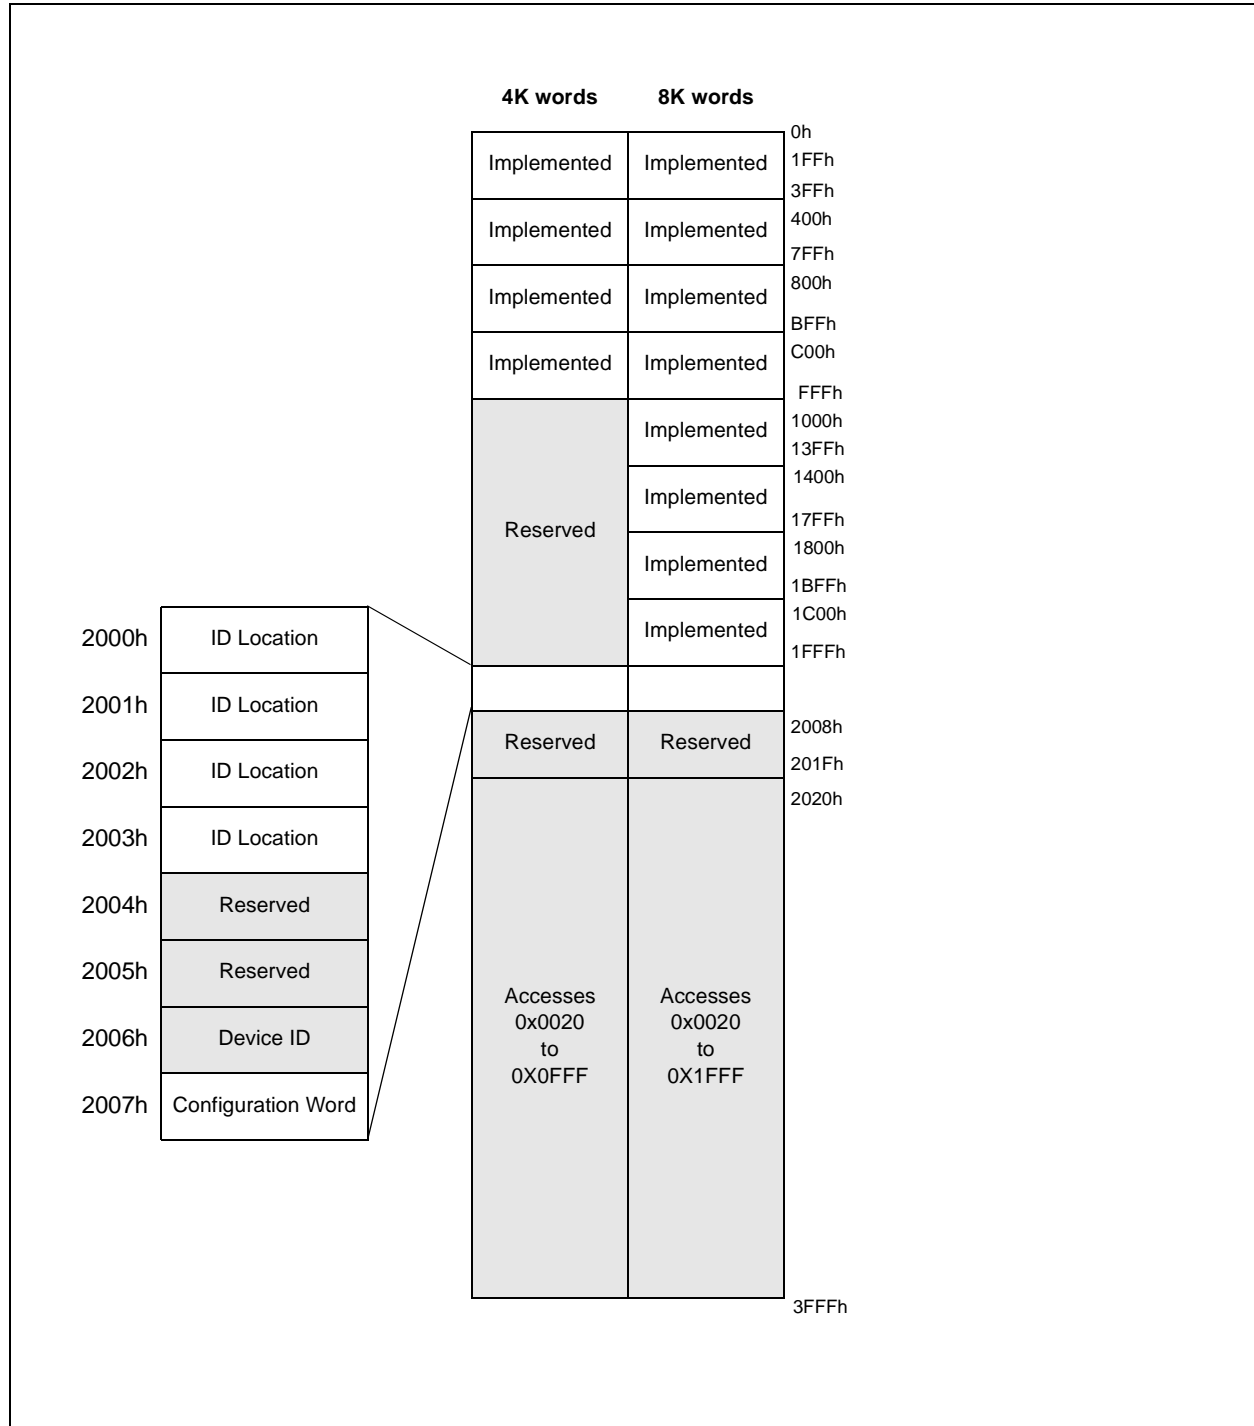 4K words 8K words
0h
Implemented Implemented 1FFh
3FFh
Implemented Implemented 400h
7FFh
Implemented Implemented 800h
BFFh
Implemented Implemented C00h
FFFh
Implemented 1000h
13FFh
Implemented 1400h
Reserved
17FFh
Implemented 1800h
1BFFh
Implemented 1C00h
1FFFh
2000h ID Location
2001h ID Location
2002h ID Location
2003h ID Location
2004h Reserved
2005h Reserved
2006h Device ID
2007h Configuration Word
Reserved Reserved 2008h
201Fh
2020h
Accesses
0x0020
to
0X0FFF
Accesses
0x0020
to
0X1FFF
3FFFh